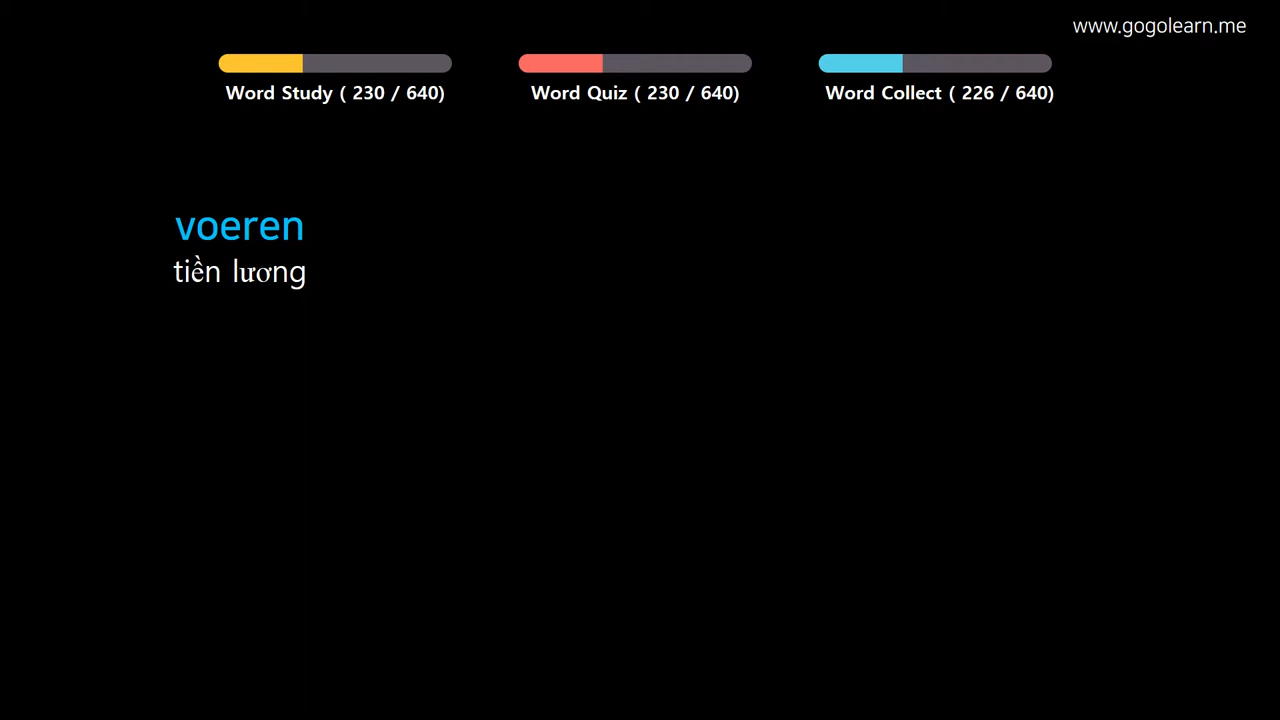 www.gogolearn.me
Word Study ( 230 / 640)
Word Quiz ( 230 / 640)
Word Collect ( 226 / 640)
voeren
tiền lương